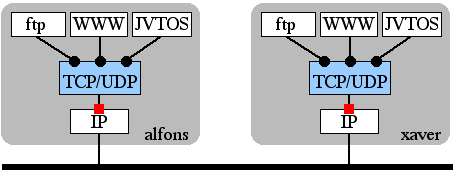 ftp WWW JVTOS ftp WWW JVTOS
TCP/UDP TCP/UDP
IP IP
alfons xaver